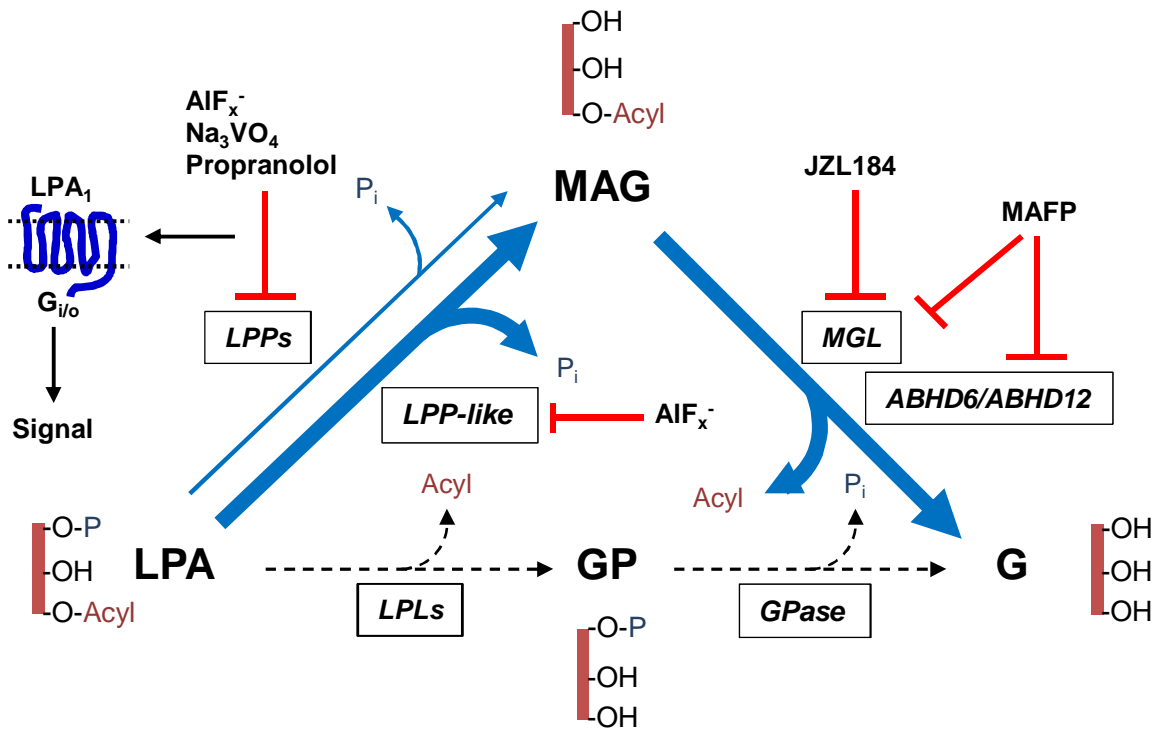 -OH
-OH
-O-Acyl
MAG
AlFₓ⁻
Na₃VO₄
Propranolol
LPA₁
Gᵢ/ₒ
Signal
LPPs
Pᵢ
Pᵢ
LPP-like
AlFₓ⁻
JZL184
MAFP
MGL
ABHD6/ABHD12
Acyl
Acyl
Pᵢ
-O-P
-OH
-O-Acyl
LPA
LPLs
GP
GPase
G
-OH
-OH
-OH
-O-P
-OH
-OH